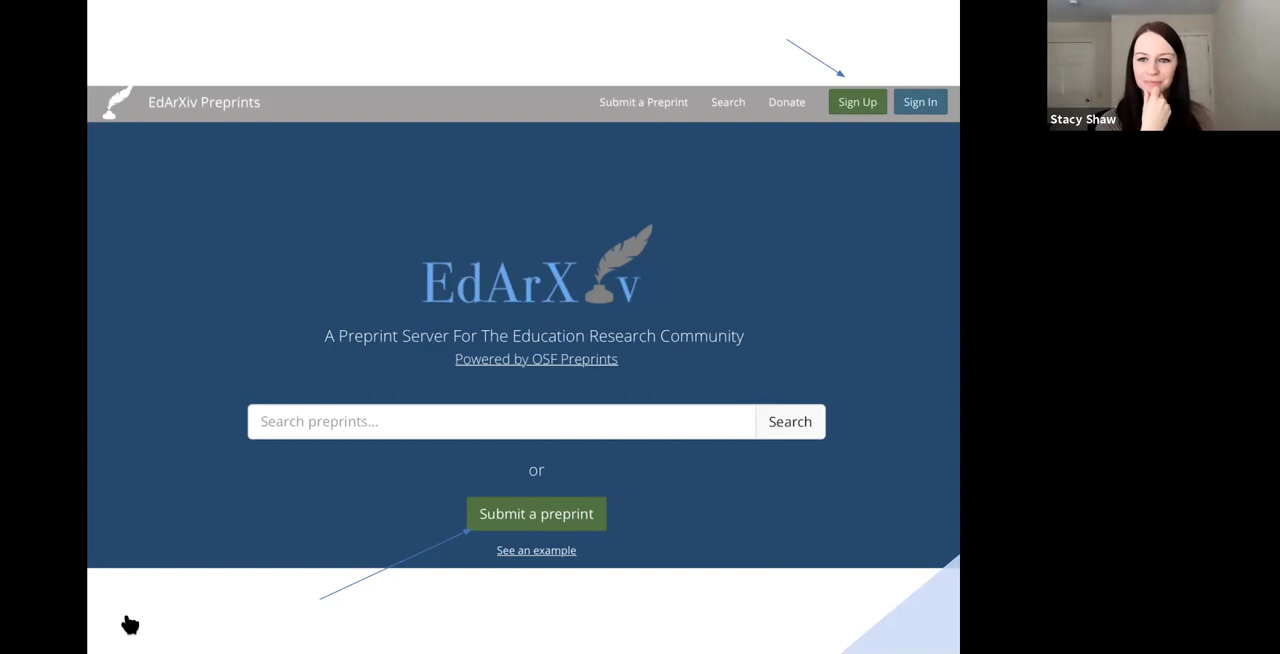 EdArXiv Preprints
Submit a Preprint
Search
Donate
Sign Up
Sign In
Stacy Shaw
EdArXiv
A Preprint Server For The Education Research Community
Powered by OSF Preprints
Search preprints...
Search
or
Submit a preprint
See an example